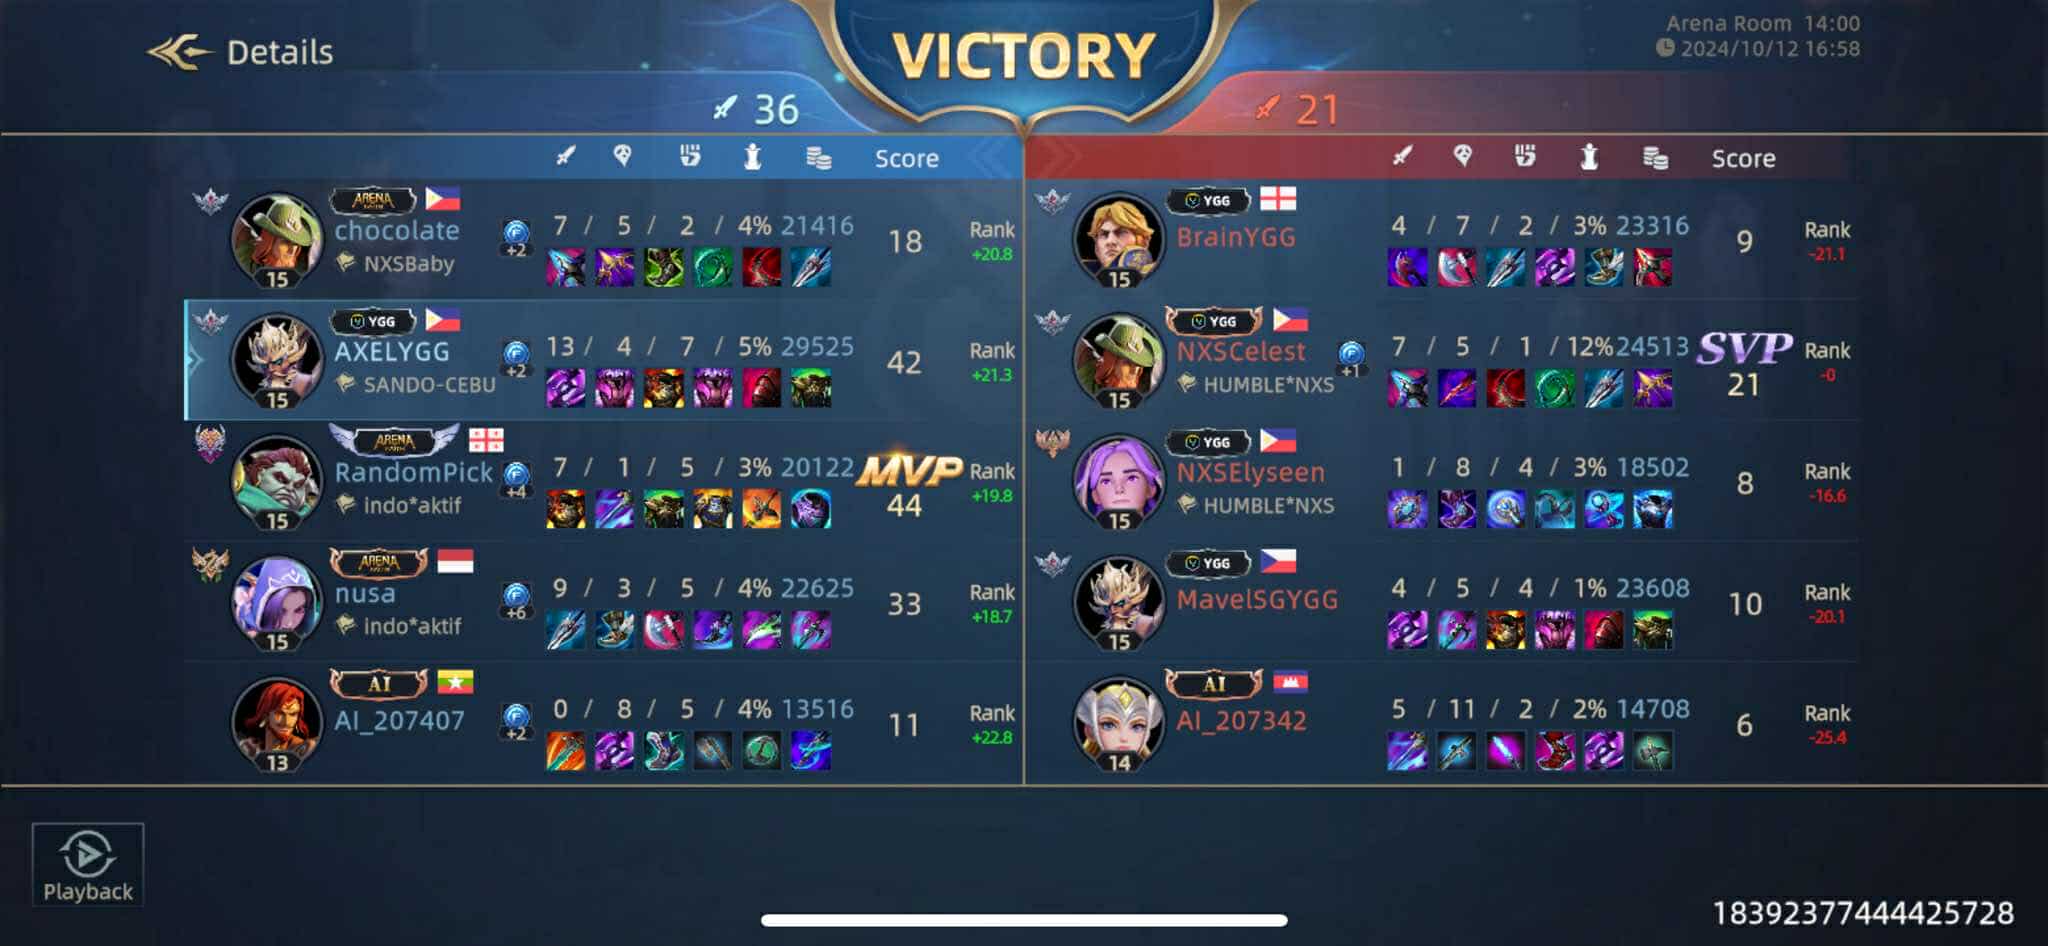 Details
VICTORY
Arena Room 14:00
2024/10/12 16:58
36
21
Score
Score
ARENA
chocolate
NXSBaby
15
+2
7 / 5 / 2 / 4% 21416
18
Rank
+20.8
YGG
AXELYGG
SANDO-CEBU
15
+2
13 / 4 / 7 / 5% 29525
42
Rank
+21.3
ARENA
RandomPick
indo*aktif
15
+4
7 / 1 / 5 / 3% 20122
MVP
44
Rank
+19.8
ARENA
nusa
indo*aktif
15
+6
9 / 3 / 5 / 4% 22625
33
Rank
+18.7
AI
AI_207407
13
+2
0 / 8 / 5 / 4% 13516
11
Rank
+22.8
YGG
BrainYGG
15
4 / 7 / 2 / 3% 23316
9
Rank
-21.1
YGG
NXSCelest
HUMBLE*NXS
15
+1
7 / 5 / 1 / 12% 24513
SVP
21
Rank
-0
YGG
NXSElyseen
HUMBLE*NXS
15
1 / 8 / 4 / 3% 18502
8
Rank
-16.6
YGG
MavelSGYGG
15
4 / 5 / 4 / 1% 23608
10
Rank
-20.1
AI
AI_207342
14
5 / 11 / 2 / 2% 14708
6
Rank
-25.4
Playback
18392377444425728